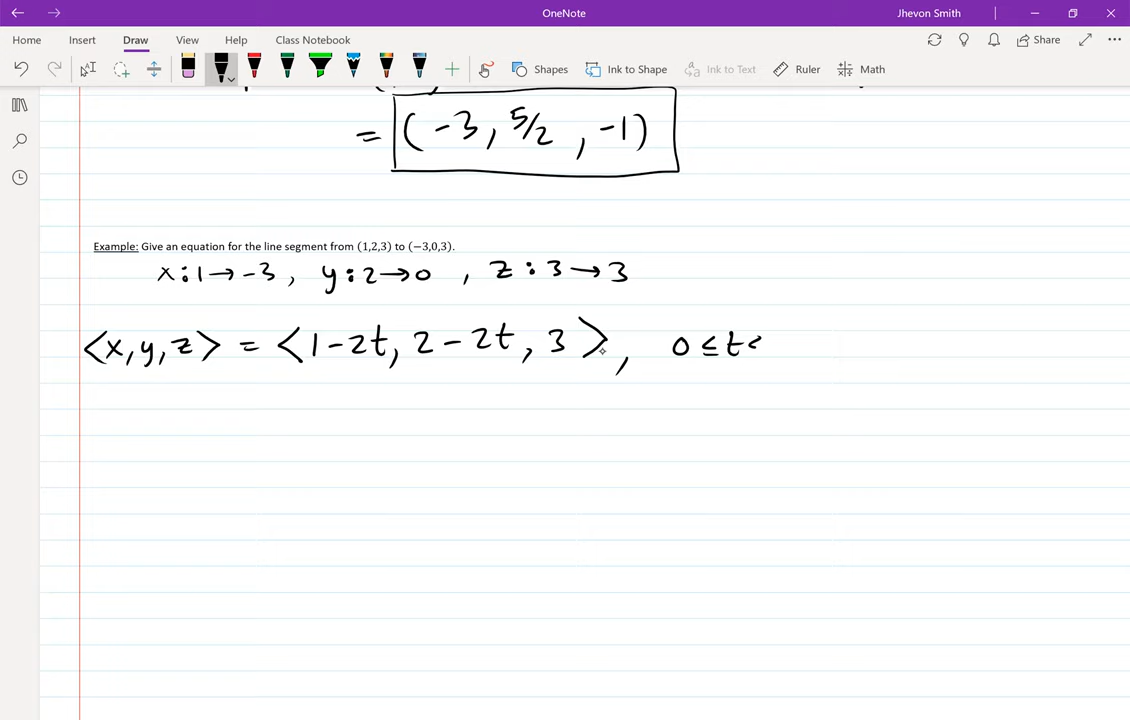 OneNote
Jhevon Smith
Home Insert Draw View Help Class Notebook Share
Shapes Ink to Shape Ink to Text Ruler Math
= (-3, 5/2, -1)
Example: Give an equation for the line segment from (1,2,3) to (−3,0,3).
x : 1 → -3, y : 2 → 0, z : 3 → 3
<x, y, z> = <1 - 2t, 2 - 2t, 3>, 0 ≤ t <